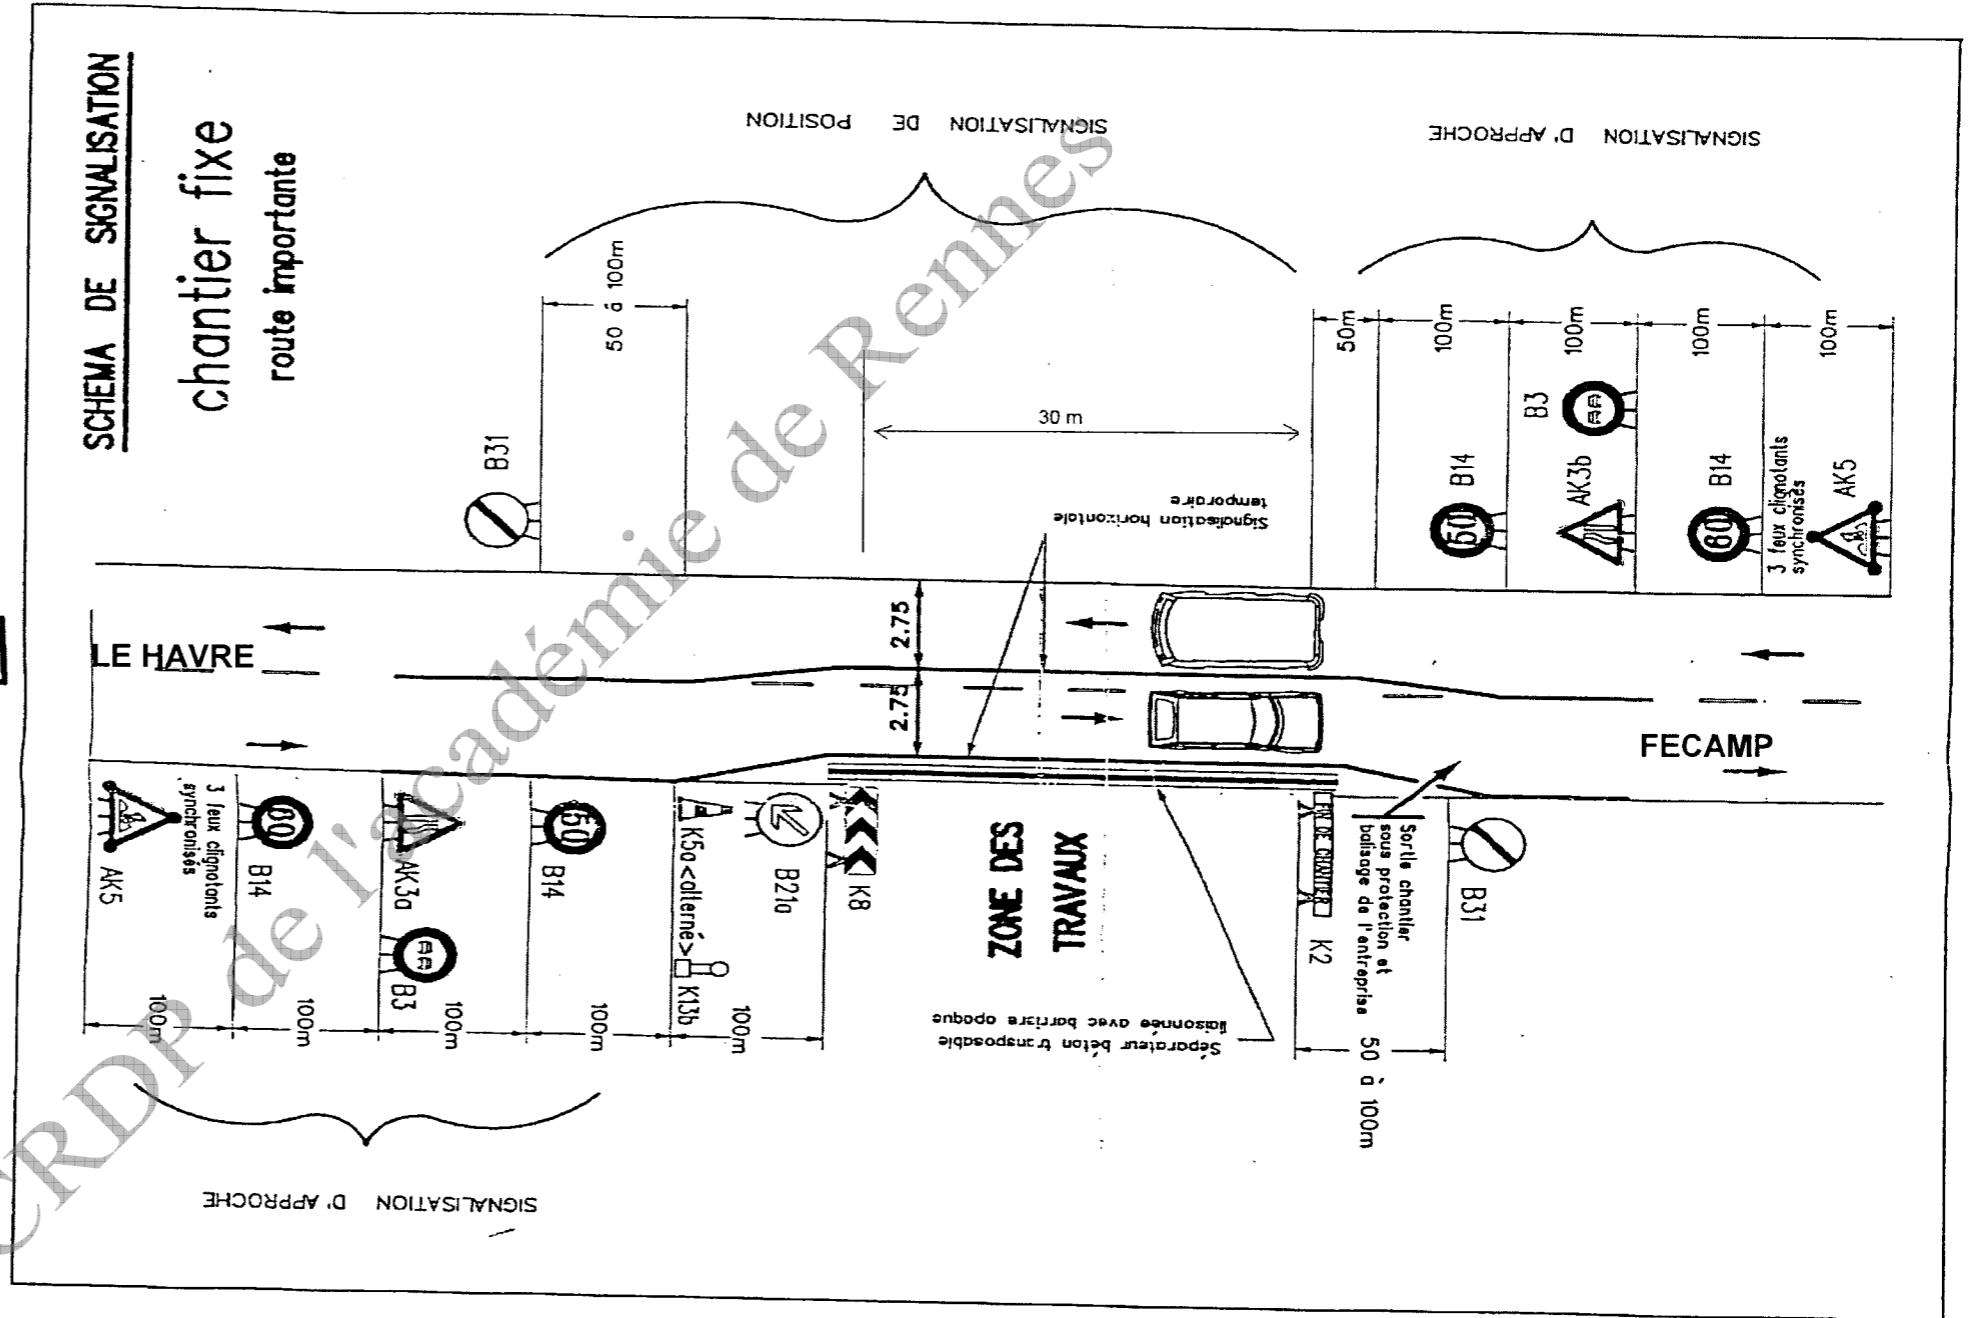 SCHEMA DE SIGNALISATION
chantier fixe
route importante
SIGNALISATION DE POSITION
SIGNALISATION D'APPROCHE
50 à 100m
50m
100m
100m
100m
100m
30 m
B31
B3
B14
50
AK3b
B14
80
3 feux clignotants
synchronisés
AK5
Signalisation horizontale
temporaire
2.75
2.75
LE HAVRE
FECAMP
AK5
3 feux clignotants
synchronisés
B14
AK3a
B3
50
B14
K5a <alterné> K13b
B21a
K8
ZONE DES
TRAVAUX
FIN DE CHANTIER
K2
Sortie chantier
sous protection et
balisage de l'entreprise
B31
100m
100m
100m
100m
100m
50 à 100m
Séparateur béton transposable
liaisonnée avec barrière opaque
SIGNALISATION D'APPROCHE
CRDP de l'académie de Rennes